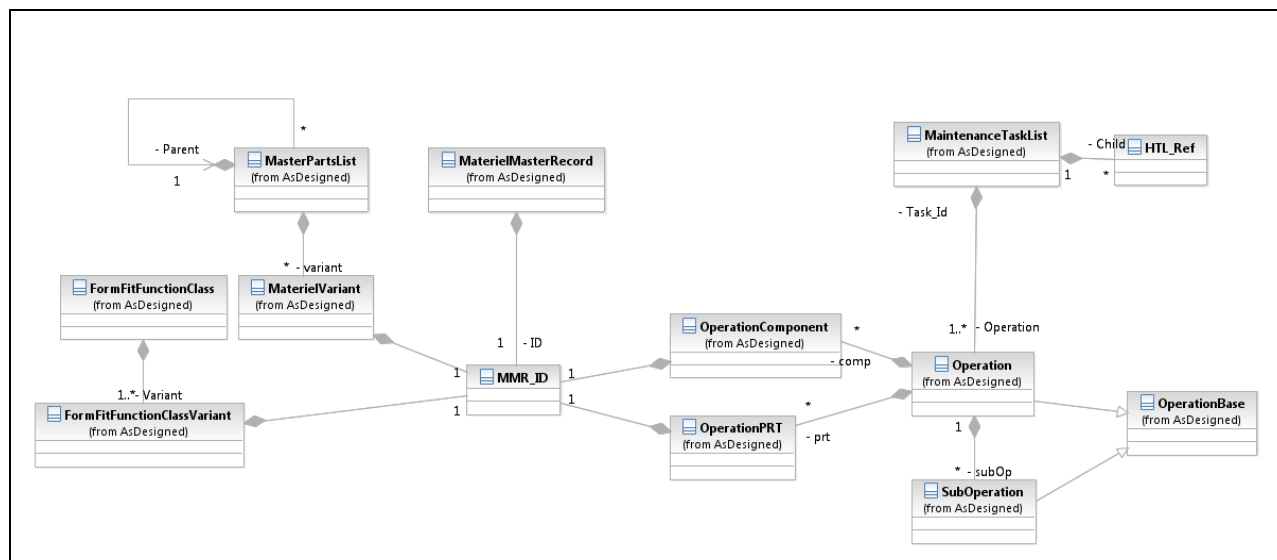 *
- Parent
1
MasterPartsList
(from AsDesigned)
MaterielMasterRecord
(from AsDesigned)
MaintenanceTaskList
(from AsDesigned)
- Child
1
*
HTL_Ref
(from AsDesigned)
- Task_Id
* - variant
FormFitFunctionClass
(from AsDesigned)
MaterielVariant
(from AsDesigned)
1 - ID
OperationComponent
(from AsDesigned)
*
- comp
1..* - Operation
Operation
(from AsDesigned)
1
1
MMR_ID
1
1
1..*- Variant
FormFitFunctionClassVariant
(from AsDesigned)
OperationPRT
(from AsDesigned)
*
- prt
OperationBase
(from AsDesigned)
1
* - subOp
SubOperation
(from AsDesigned)